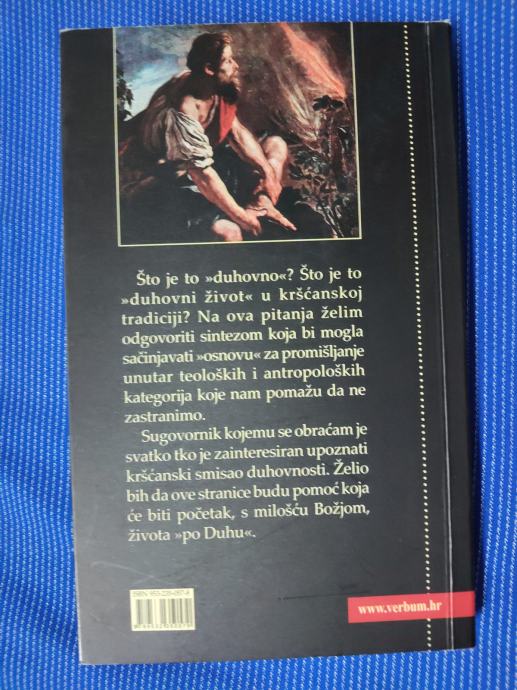 Što je to »duhovno«? Što je to
»duhovni život« u kršćanskoj
tradiciji? Na ova pitanja želim
odgovoriti sintezom koja bi mogla
sačinjavati »osnovu« za promišljanje
unutar teoloških i antropoloških
kategorija koje nam pomažu da ne
zastranimo.
Sugovornik kojemu se obraćam je
svatko tko je zainteresiran upoznati
kršćanski smisao duhovnosti. Želio
bih da ove stranice budu pomoć koja
će biti početak, s milošću Božjom,
života »po Duhu«.
ISBN
www.verbum.hr